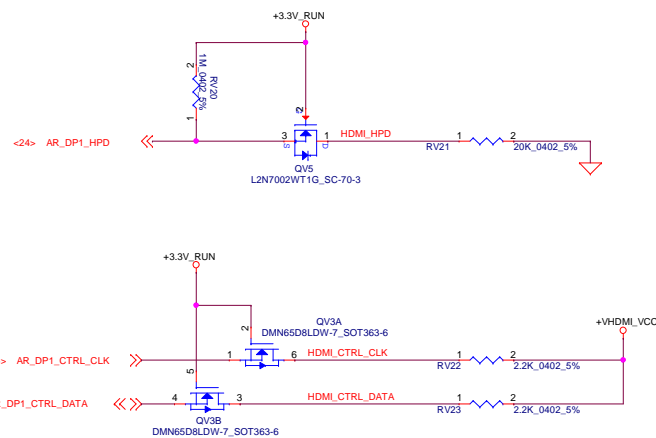 +3.3V_RUN
2
1M_0402_5%
RV20
1
2
G
<24> AR_DP1_HPD
3
S
1
D
HDMI_HPD
1
2
RV21
20K_0402_5%
QV5
L2N7002WT1G_SC-70-3
+3.3V_RUN
QV3A
DMN65D8LDW-7_SOT363-6
+VHDMI_VCC
2
> AR_DP1_CTRL_CLK
1
6
HDMI_CTRL_CLK
1
2
RV22
2.2K_0402_5%
5
_DP1_CTRL_DATA
4
3
HDMI_CTRL_DATA
1
2
RV23
2.2K_0402_5%
QV3B
DMN65D8LDW-7_SOT363-6